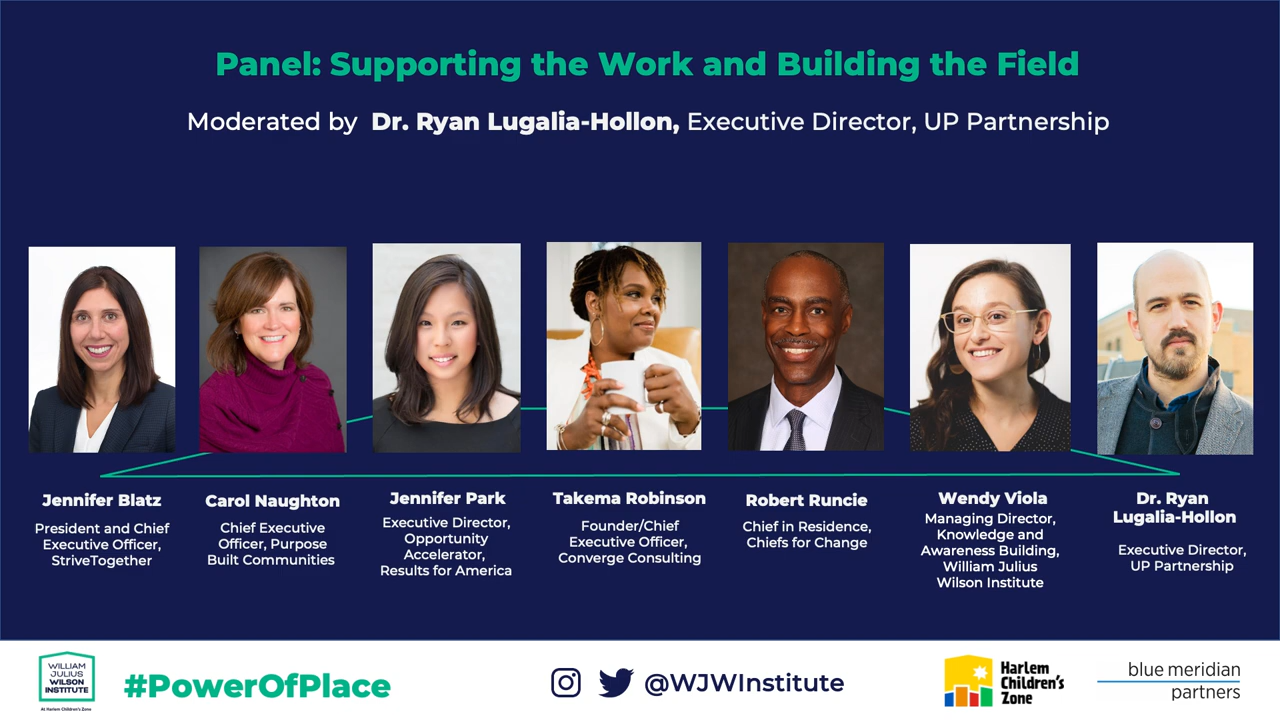 Panel: Supporting the Work and Building the Field
Moderated by Dr. Ryan Lugalia-Hollon, Executive Director, UP Partnership
Jennifer Blatz
President and Chief
Executive Officer,
StriveTogether
Carol Naughton
Chief Executive
Officer, Purpose
Built Communities
Jennifer Park
Executive Director,
Opportunity
Accelerator,
Results for America
Takema Robinson
Founder/Chief
Executive Officer,
Converge Consulting
Robert Runcie
Chief in Residence,
Chiefs for Change
Wendy Viola
Managing Director,
Knowledge and
Awareness Building,
William Julius
Wilson Institute
Dr. Ryan
Lugalia-Hollon
Executive Director,
UP Partnership
WILLIAM
JULIUS
WILSON
INSTITUTE
At Harlem Children's Zone
#PowerOfPlace
@WJWInstitute
Harlem
Children's
Zone
blue meridian
partners